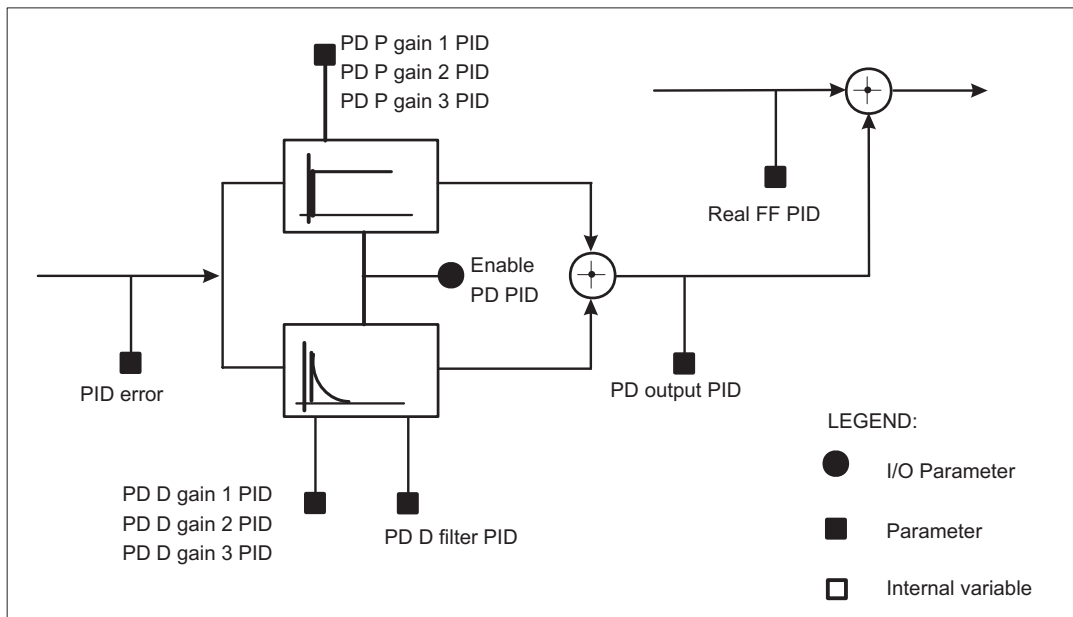 PD P gain 1 PID
PD P gain 2 PID
PD P gain 3 PID
Real FF PID
Enable
PD PID
PID error
PD output PID
LEGEND:
I/O Parameter
PD D gain 1 PID
PD D gain 2 PID
PD D gain 3 PID
PD D filter PID
Parameter
Internal variable